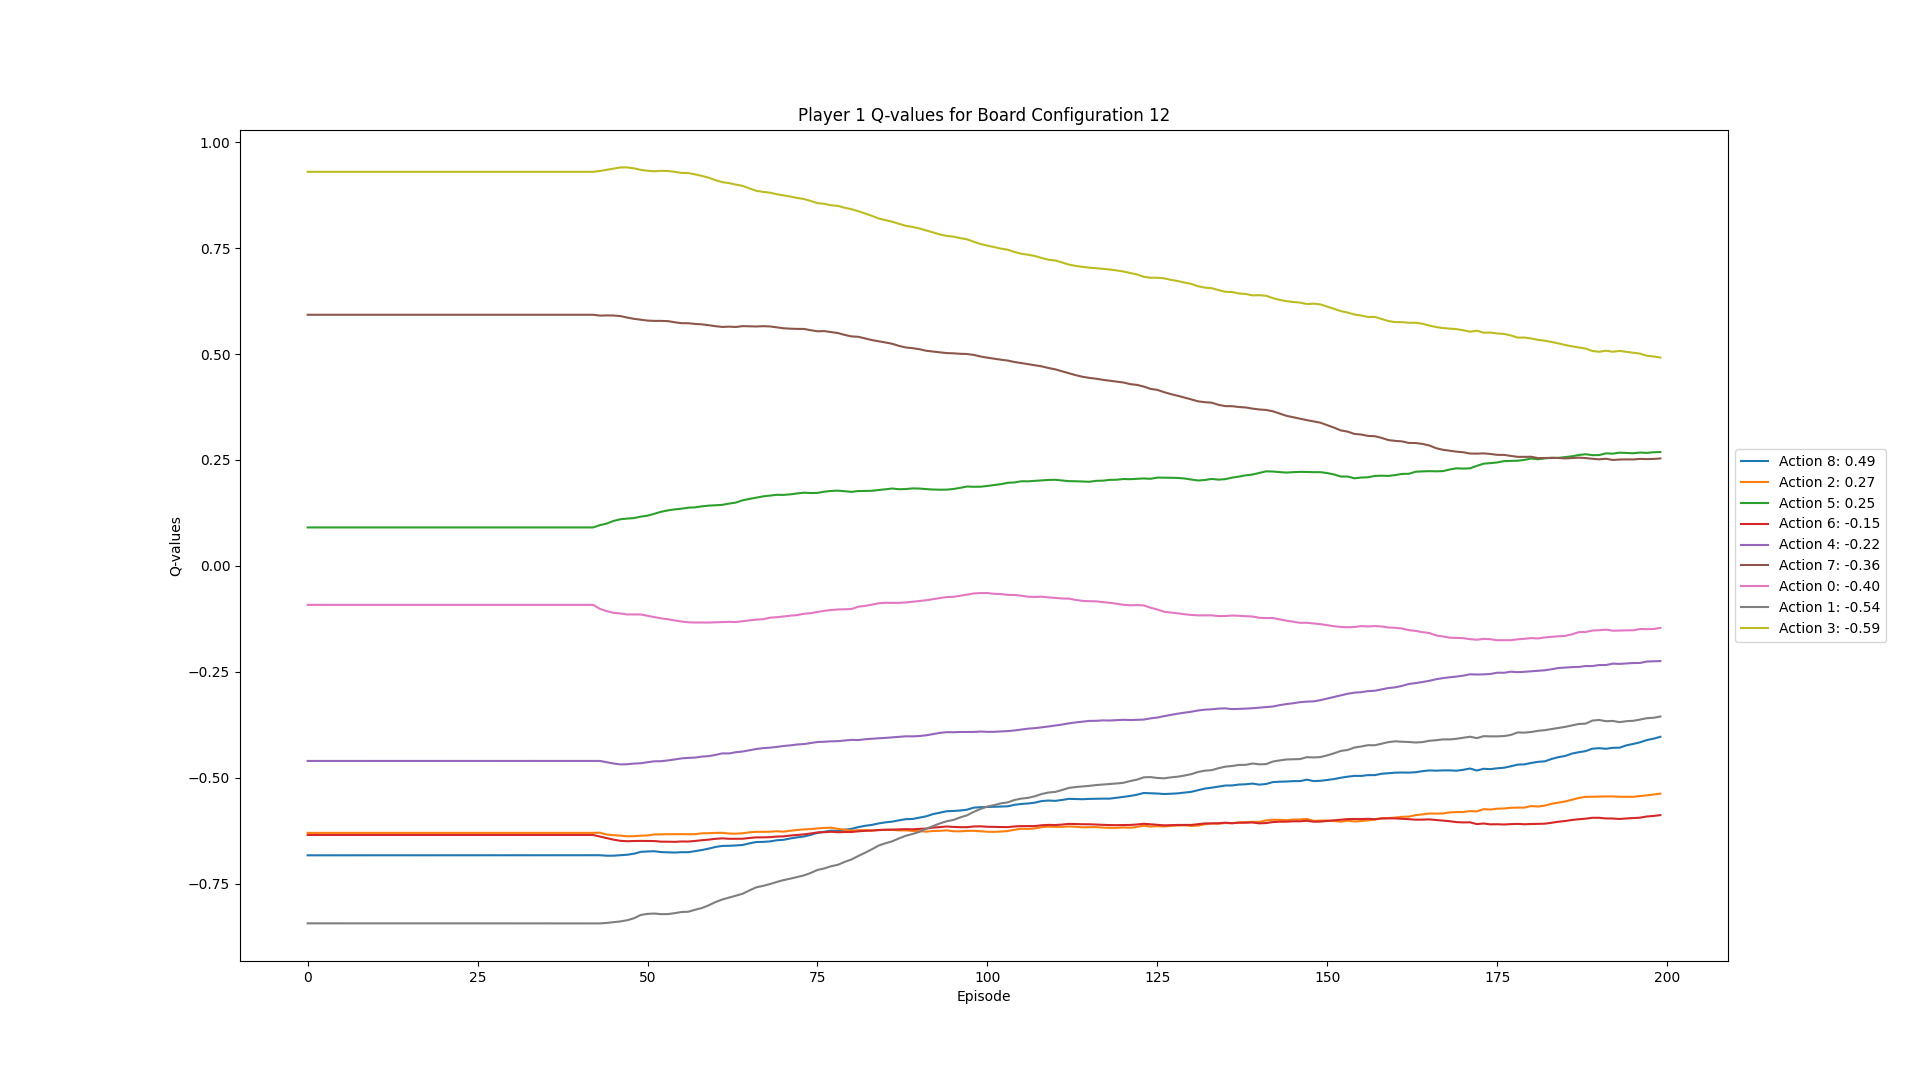 Player 1 Q-values for Board Configuration 12
1.00
0.75
0.50
0.25
0.00
−0.25
−0.50
−0.75
Q-values
0 25 50 75 100 125 150 175 200
Episode
Action 8: 0.49
Action 2: 0.27
Action 5: 0.25
Action 6: -0.15
Action 4: -0.22
Action 7: -0.36
Action 0: -0.40
Action 1: -0.54
Action 3: -0.59